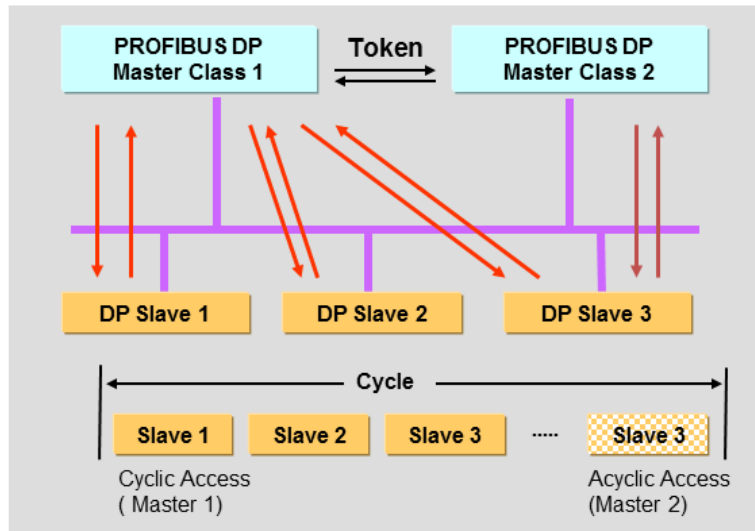 PROFIBUS DP
Master Class 1
Token
PROFIBUS DP
Master Class 2
DP Slave 1
DP Slave 2
DP Slave 3
Cycle
Slave 1
Slave 2
Slave 3
.....
Slave 3
Cyclic Access
( Master 1)
Acyclic Access
(Master 2)